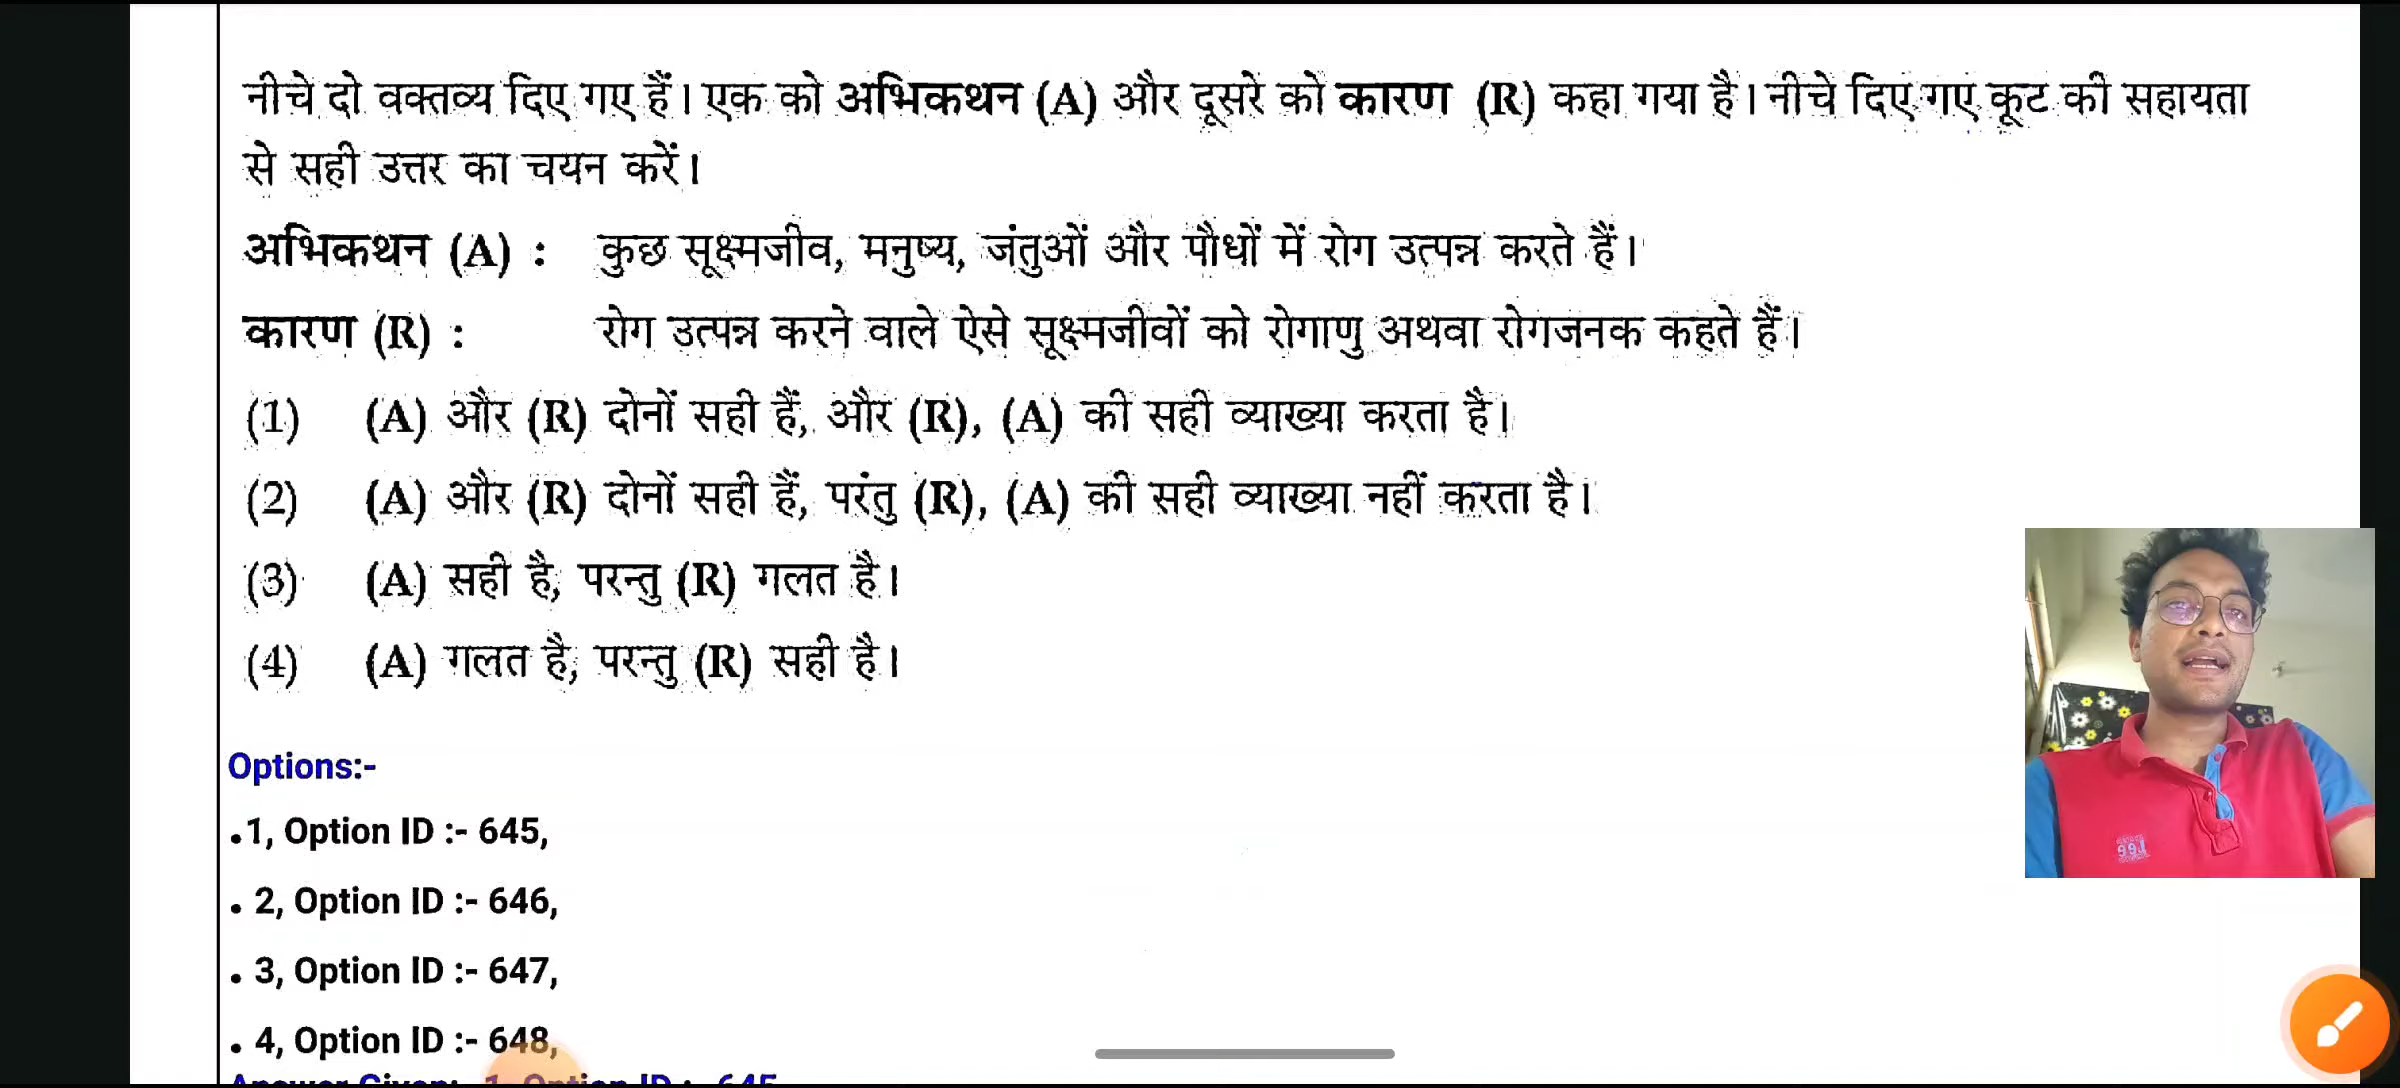 नीचे दो वक्तव्य दिए गए हैं। एक को अभिकथन (A) और दूसरे को कारण (R) कहा गया है। नीचे दिए गए कूट की सहायता
से सही उत्तर का चयन करें।
अभिकथन (A) : कुछ सूक्ष्मजीव, मनुष्य, जंतुओं और पौधों में रोग उत्पन्न करते हैं।
कारण (R) : रोग उत्पन्न करने वाले ऐसे सूक्ष्मजीवों को रोगाणु अथवा रोगजनक कहते हैं।
(1) (A) और (R) दोनों सही हैं, और (R), (A) की सही व्याख्या करता है।
(2) (A) और (R) दोनों सही हैं, परंतु (R), (A) की सही व्याख्या नहीं करता है।
(3) (A) सही है, परन्तु (R) गलत है।
(4) (A) गलत है, परन्तु (R) सही है।
Options:-
.1, Option ID :- 645,
. 2, Option ID :- 646,
. 3, Option ID :- 647,
. 4, Option ID :- 648,
991